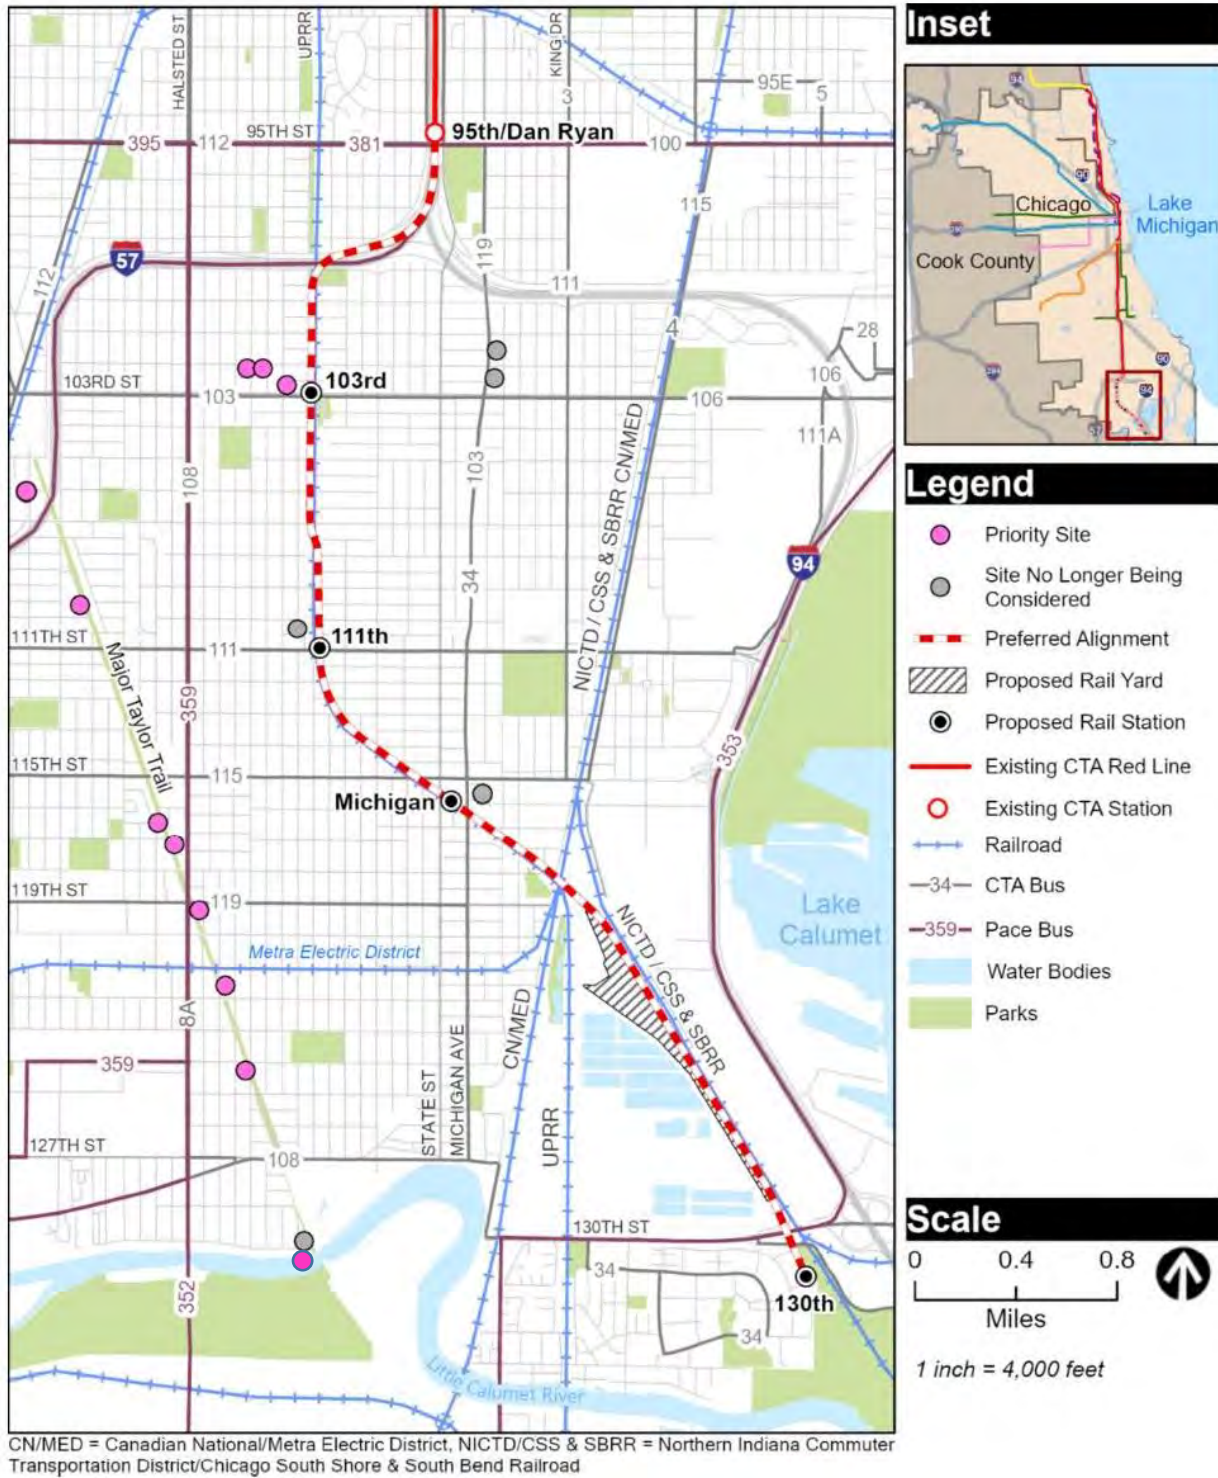 HALSTED ST
UPRR
KING DR
3
95E
5
95TH ST
95th/Dan Ryan
395
112
381
100
115
119
57
112
111
4
28
106
103RD ST
103rd
103
106
111A
NICTD / CSS & SBRR CN/MED
108
103
34
94
111TH ST
111th
111
Major Taylor Trail
359
353
115TH ST
115
Michigan
119TH ST
119
Lake
Calumet
NICTD / CSS & SBRR
Metra Electric District
8A
CN/MED
359
STATE ST
MICHIGAN AVE
UPRR
127TH ST
108
130TH ST
34
130th
352
34
Little Calumet River
CN/MED = Canadian National/Metra Electric District, NICTD/CSS & SBRR = Northern Indiana Commuter
Transportation District/Chicago South Shore & South Bend Railroad
Inset
94
90
Chicago
Lake
Michigan
Cook County
90
94
57
Legend
Priority Site
Site No Longer Being
Considered
Preferred Alignment
Proposed Rail Yard
Proposed Rail Station
Existing CTA Red Line
Existing CTA Station
Railroad
34 CTA Bus
359 Pace Bus
Water Bodies
Parks
Scale
0 0.4 0.8
Miles
1 inch = 4,000 feet